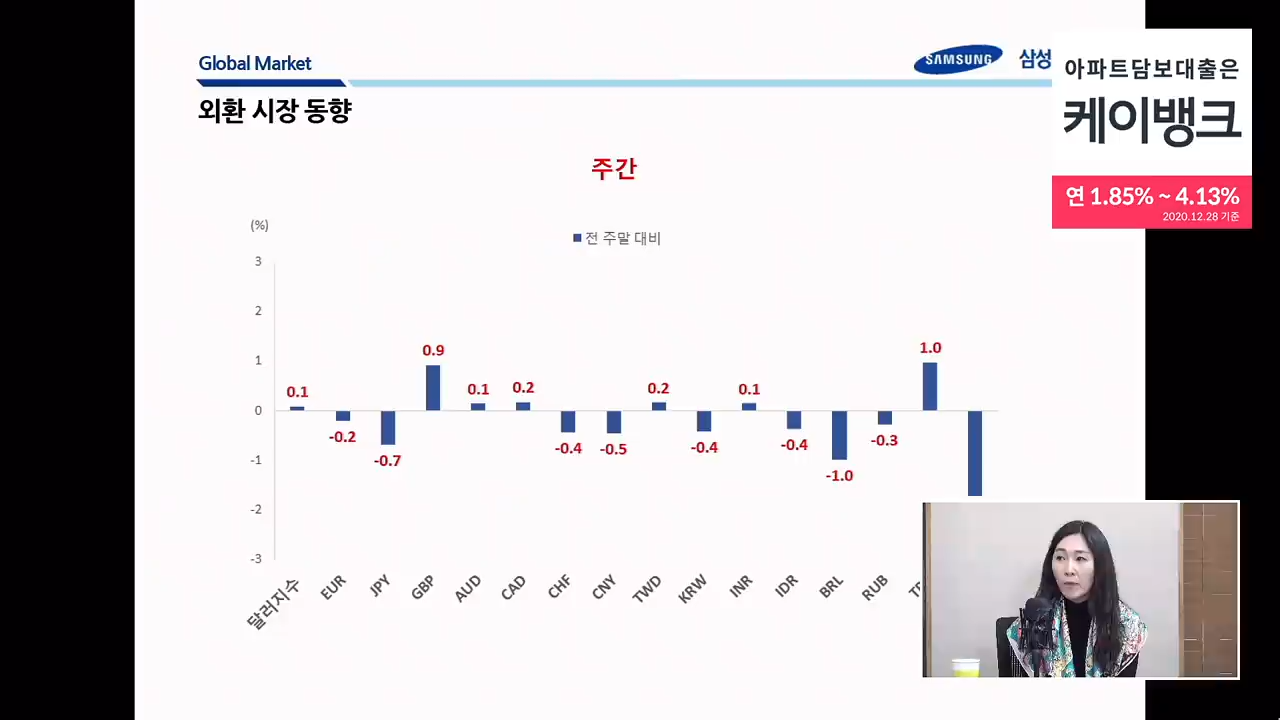 Global Market
SAMSUNG 삼성
외환 시장 동향
아파트담보대출은
케이뱅크
연 1.85% ~ 4.13%
2020.12.28 기준
주간
(%)
전 주말 대비
3
2
1
0
-1
-2
-3
0.1
-0.2
-0.7
0.9
0.1
0.2
-0.4
-0.5
0.2
-0.4
0.1
-0.4
-1.0
-0.3
1.0
달러지수
EUR
JPY
GBP
AUD
CAD
CHF
CNY
TWD
KRW
INR
IDR
BRL
RUB